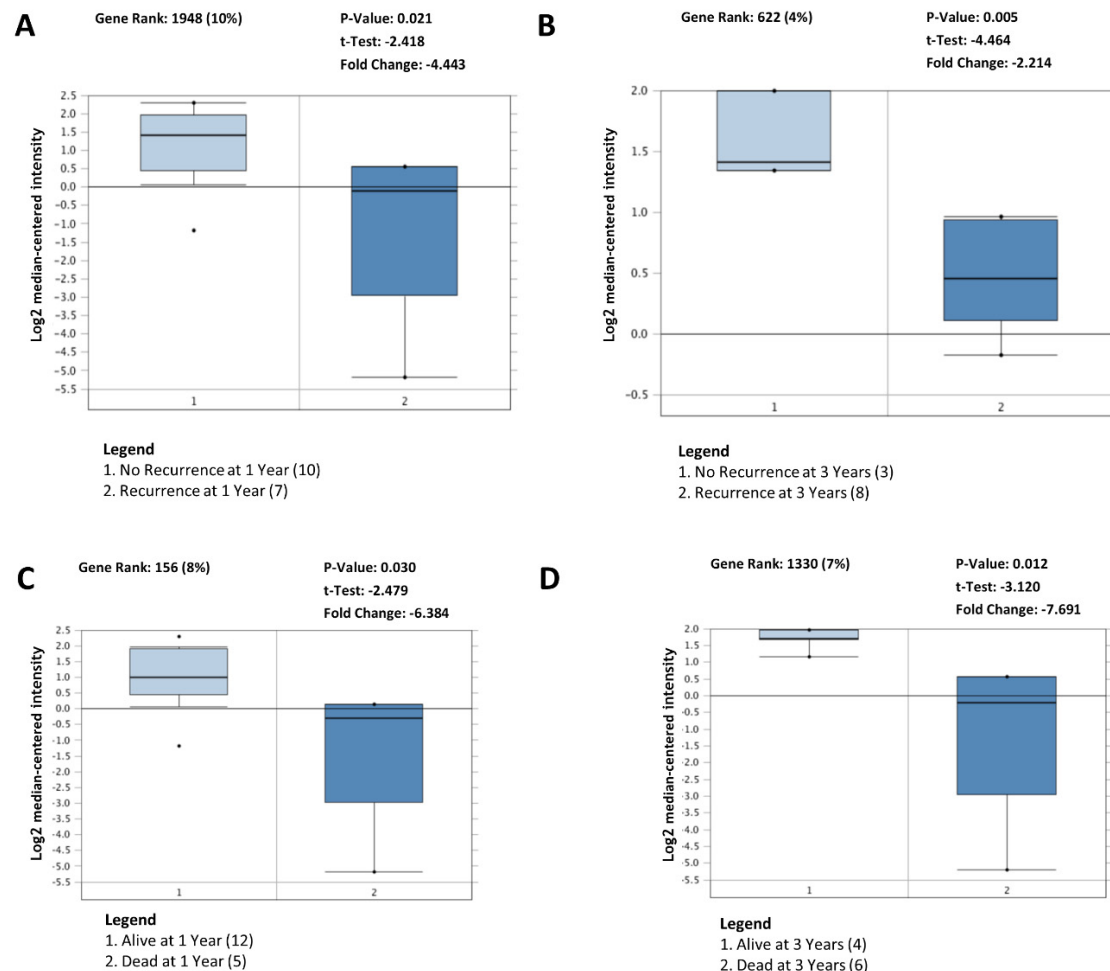 A
Gene Rank: 1948 (10%)
P-Value: 0.021
t-Test: -2.418
Fold Change: -4.443
Log2 median-centered intensity
2.5
2.0
1.5
1.0
0.5
0.0
-0.5
-1.0
-1.5
-2.0
-2.5
-3.0
-3.5
-4.0
-4.5
-5.0
-5.5
1
2
Legend
1. No Recurrence at 1 Year (10)
2. Recurrence at 1 Year (7)
B
Gene Rank: 622 (4%)
P-Value: 0.005
t-Test: -4.464
Fold Change: -2.214
Log2 median-centered intensity
2.0
1.5
1.0
0.5
0.0
-0.5
1
2
Legend
1. No Recurrence at 3 Years (3)
2. Recurrence at 3 Years (8)
C
Gene Rank: 156 (8%)
P-Value: 0.030
t-Test: -2.479
Fold Change: -6.384
Log2 median-centered intensity
2.5
2.0
1.5
1.0
0.5
0.0
-0.5
-1.0
-1.5
-2.0
-2.5
-3.0
-3.5
-4.0
-4.5
-5.0
-5.5
1
2
Legend
1. Alive at 1 Year (12)
2. Dead at 1 Year (5)
D
Gene Rank: 1330 (7%)
P-Value: 0.012
t-Test: -3.120
Fold Change: -7.691
Log2 median-centered intensity
2.0
1.5
1.0
0.5
0.0
-0.5
-1.0
-1.5
-2.0
-2.5
-3.0
-3.5
-4.0
-4.5
-5.0
-5.5
1
2
Legend
1. Alive at 3 Years (4)
2. Dead at 3 Years (6)